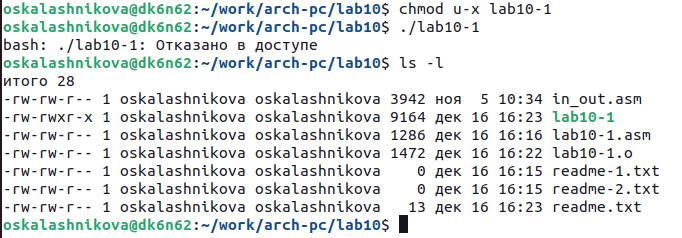 oskalashnikova@dk6n62:~/work/arch-pc/lab10$ chmod u-x lab10-1
oskalashnikova@dk6n62:~/work/arch-pc/lab10$ ./lab10-1
bash: ./lab10-1: Отказано в доступе
oskalashnikova@dk6n62:~/work/arch-pc/lab10$ ls -l
итого 28
-rw-rw-r-- 1 oskalashnikova oskalashnikova 3942 ноя  5 10:34 in_out.asm
-rw-rwxr-x 1 oskalashnikova oskalashnikova 9164 дек 16 16:23 lab10-1
-rw-rw-r-- 1 oskalashnikova oskalashnikova 1286 дек 16 16:16 lab10-1.asm
-rw-rw-r-- 1 oskalashnikova oskalashnikova 1472 дек 16 16:22 lab10-1.o
-rw-rw-r-- 1 oskalashnikova oskalashnikova    0 дек 16 16:15 readme-1.txt
-rw-rw-r-- 1 oskalashnikova oskalashnikova    0 дек 16 16:15 readme-2.txt
-rw-rw-r-- 1 oskalashnikova oskalashnikova   13 дек 16 16:23 readme.txt
oskalashnikova@dk6n62:~/work/arch-pc/lab10$